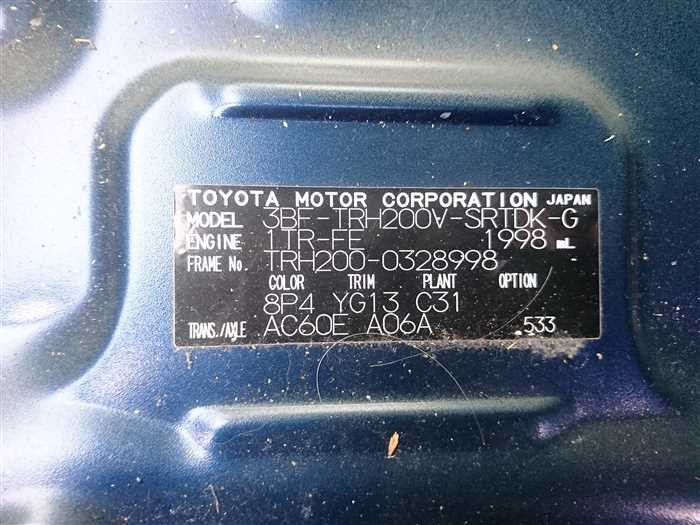 TOYOTA MOTOR CORPORATION JAPAN
MODEL 3BF-TRH200V-SRTDK-G
ENGINE 1TR-FE 1998 mL
FRAME No. TRH200-0328998
COLOR TRIM PLANT OPTION
8P4 YG13 C31
TRANS./AXLE AC60E A06A .533